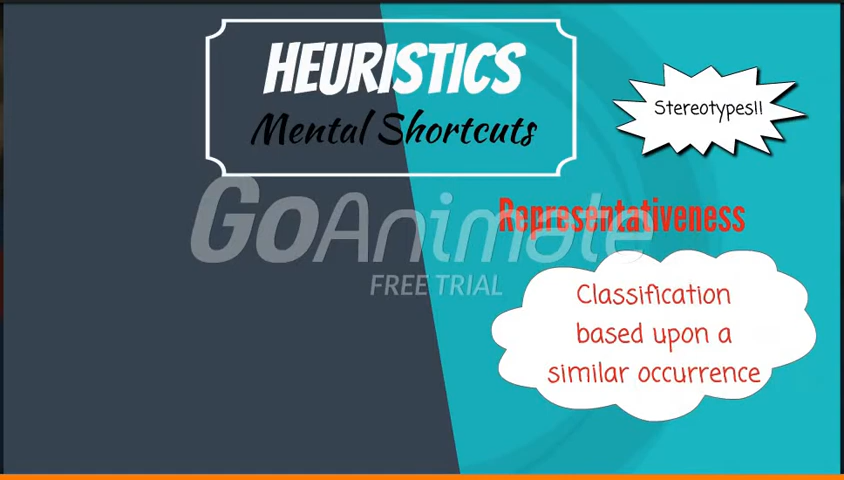 HEURISTICS
Mental Shortcuts
Stereotypes!!
Representativeness
GoAnimate
FREE TRIAL
Classification
based upon a
similar occurrence